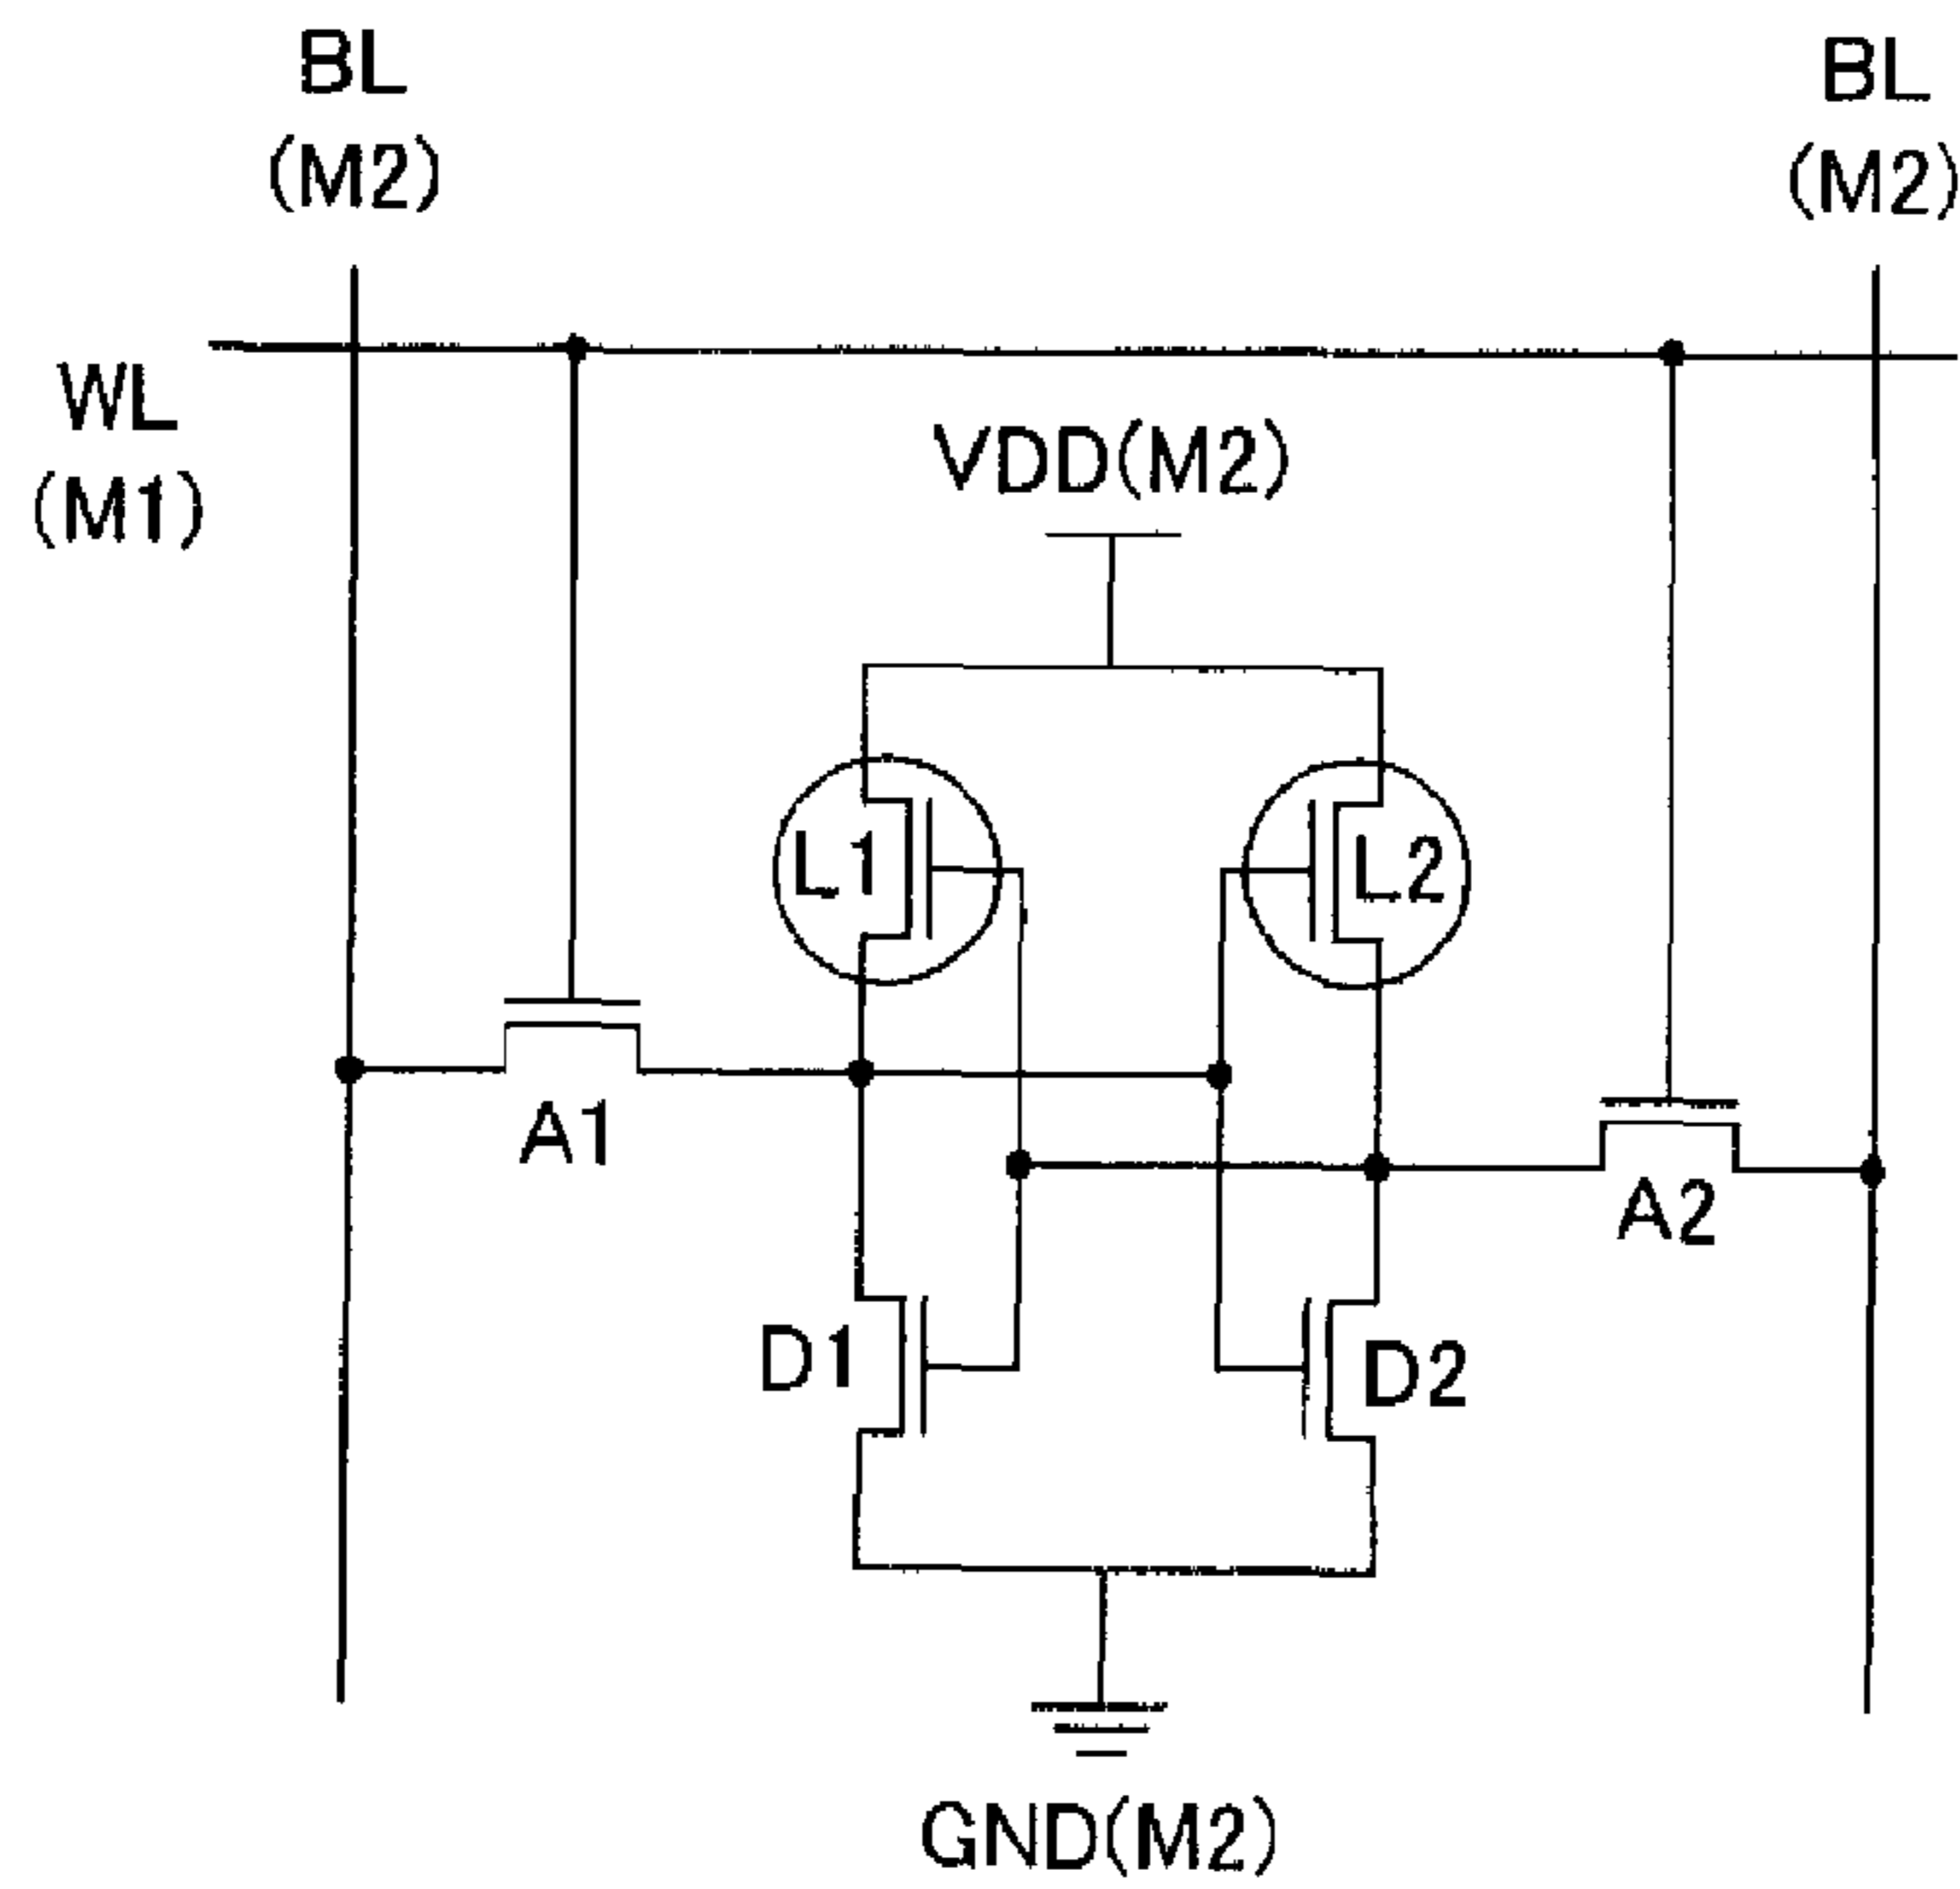 BL
(M2)
BL
(M2)
WL
(M1)
VDD(M2)
L1
L2
A1
A2
D1
D2
GND(M2)